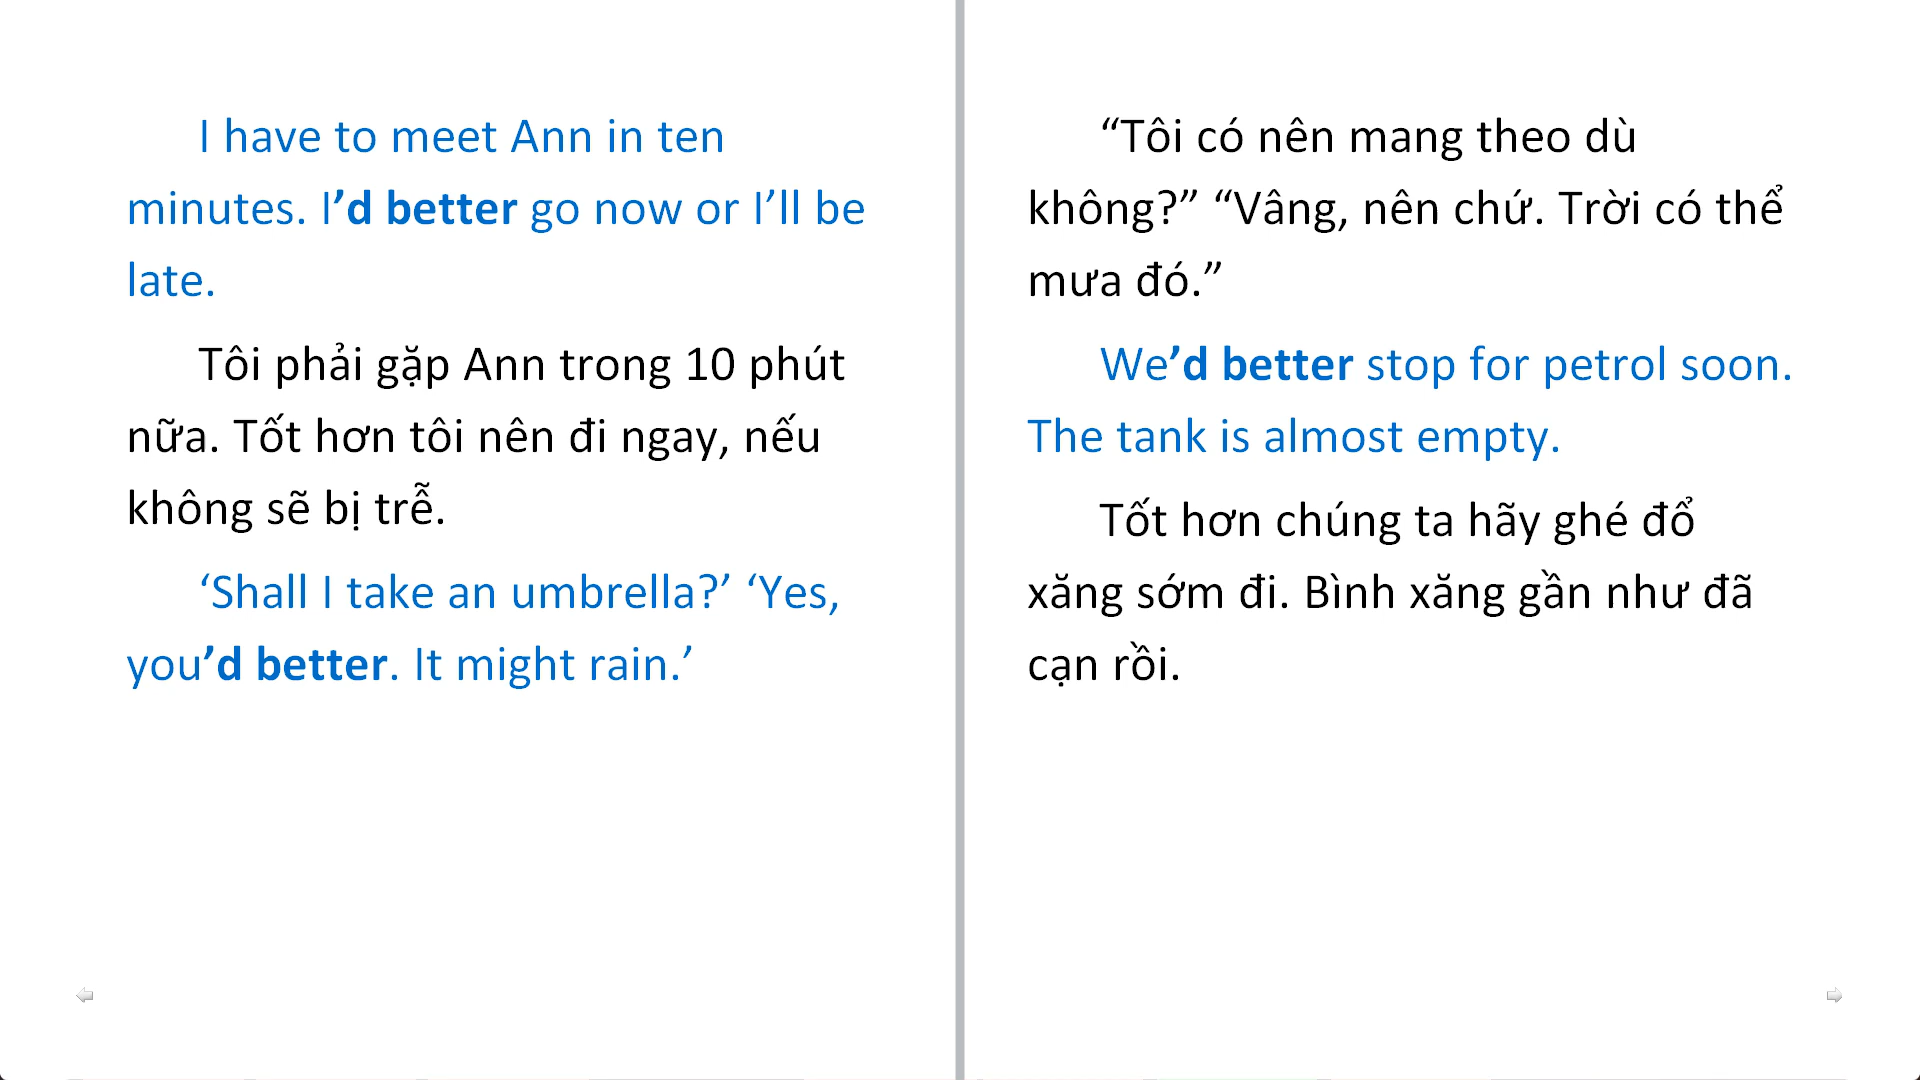 I have to meet Ann in ten
minutes. I’d better go now or I’ll be
late.
Tôi phải gặp Ann trong 10 phút
nữa. Tốt hơn tôi nên đi ngay, nếu
không sẽ bị trễ.
‘Shall I take an umbrella?’ ‘Yes,
you’d better. It might rain.’
“Tôi có nên mang theo dù
không?” “Vâng, nên chứ. Trời có thể
mưa đó.”
We’d better stop for petrol soon.
The tank is almost empty.
Tốt hơn chúng ta hãy ghé đổ
xăng sớm đi. Bình xăng gần như đã
cạn rồi.